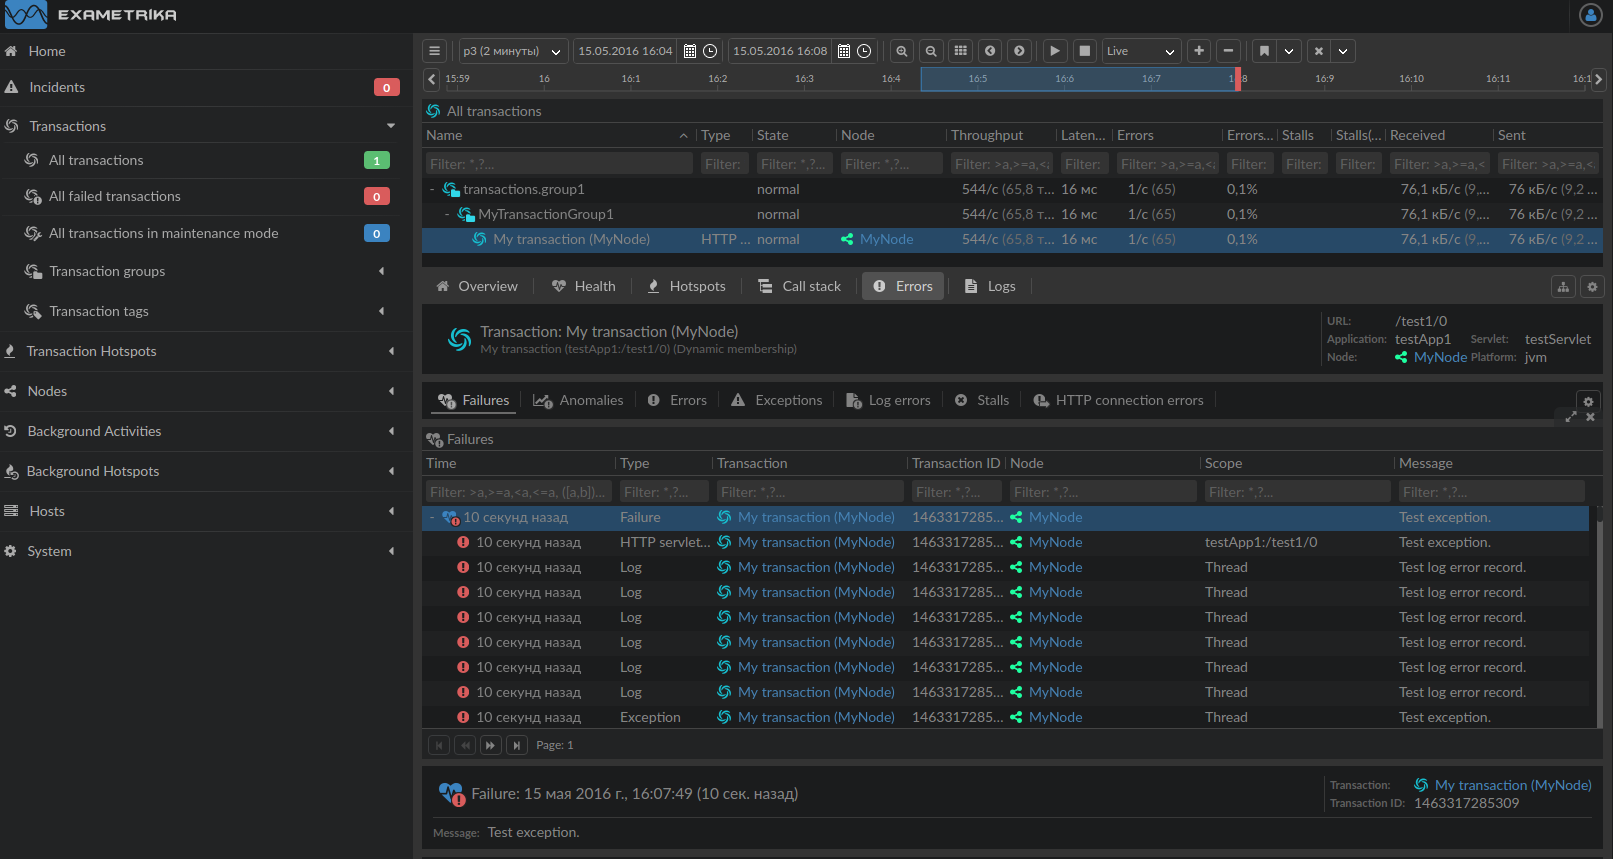 EXAMETRIKA
Home
Incidents 0
Transactions
All transactions 1
All failed transactions 0
All transactions in maintenance mode 0
Transaction groups
Transaction tags
Transaction Hotspots
Nodes
Background Activities
Background Hotspots
Hosts
System
p3 (2 минуты) 15.05.2016 16:04 15.05.2016 16:08 Live
15:59 16 16:1 16:2 16:3 16:4 16:5 16:6 16:7 16:9 16:10 16:11
All transactions
Name Type State Node Throughput Laten... Errors Errors... Stalls Stalls(... Received Sent
Filter: *,?... Filter: Filter: *,?... Filter: *,?... Filter: >a,>=a,<a Filter: Filter: >a,>=a,<a Filter: Filter: Filter: Filter: >a,>=a,< Filter: >a,>=a,<
- transactions.group1 normal 544/с (65,8 т... 16 мс 1/с (65) 0,1% 76,1 кБ/с (9,... 76 кБ/с (9,2 ...
- MyTransactionGroup1 normal 544/с (65,8 т... 16 мс 1/с (65) 0,1% 76,1 кБ/с (9,... 76 кБ/с (9,2 ...
My transaction (MyNode) HTTP ... normal MyNode 544/с (65,8 т... 16 мс 1/с (65) 0,1% 76,1 кБ/с (9,... 76 кБ/с (9,2 ...
Overview Health Hotspots Call stack Errors Logs
Transaction: My transaction (MyNode)
My transaction (testApp1:/test1/0) (Dynamic membership)
URL: /test1/0
Application: testApp1 Servlet: testServlet
Node: MyNode Platform: jvm
Failures Anomalies Errors Exceptions Log errors Stalls HTTP connection errors
Failures
Time Type Transaction Transaction ID Node Scope Message
Filter: >a,>=a,<a,<=a, ([a,b])... Filter: *,?... Filter: *,?... Filter: *,?... Filter: *,?... Filter: *,?... Filter: *,?...
- 10 секунд назад Failure My transaction (MyNode) 1463317285... MyNode Test exception.
10 секунд назад HTTP servlet... My transaction (MyNode) 1463317285... MyNode testApp1:/test1/0 Test exception.
10 секунд назад Log My transaction (MyNode) 1463317285... MyNode Thread Test log error record.
10 секунд назад Log My transaction (MyNode) 1463317285... MyNode Thread Test log error record.
10 секунд назад Log My transaction (MyNode) 1463317285... MyNode Thread Test log error record.
10 секунд назад Log My transaction (MyNode) 1463317285... MyNode Thread Test log error record.
10 секунд назад Log My transaction (MyNode) 1463317285... MyNode Thread Test log error record.
10 секунд назад Log My transaction (MyNode) 1463317285... MyNode Thread Test log error record.
10 секунд назад Exception My transaction (MyNode) 1463317285... MyNode Thread Test exception.
Page: 1
Failure: 15 мая 2016 г., 16:07:49 (10 сек. назад)
Transaction: My transaction (MyNode)
Transaction ID: 1463317285309
Message: Test exception.